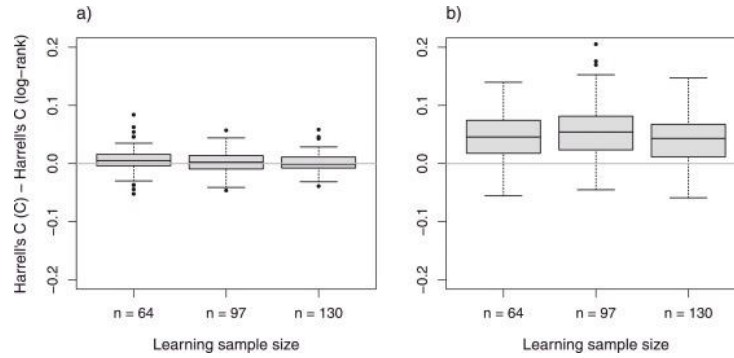 a)
b)
Harrell's C (C) − Harrell's C (log−rank)
0.2
0.1
0.0
−0.1
−0.2
n = 64
n = 97
n = 130
Learning sample size
0.2
0.1
0.0
−0.1
−0.2
n = 64
n = 97
n = 130
Learning sample size